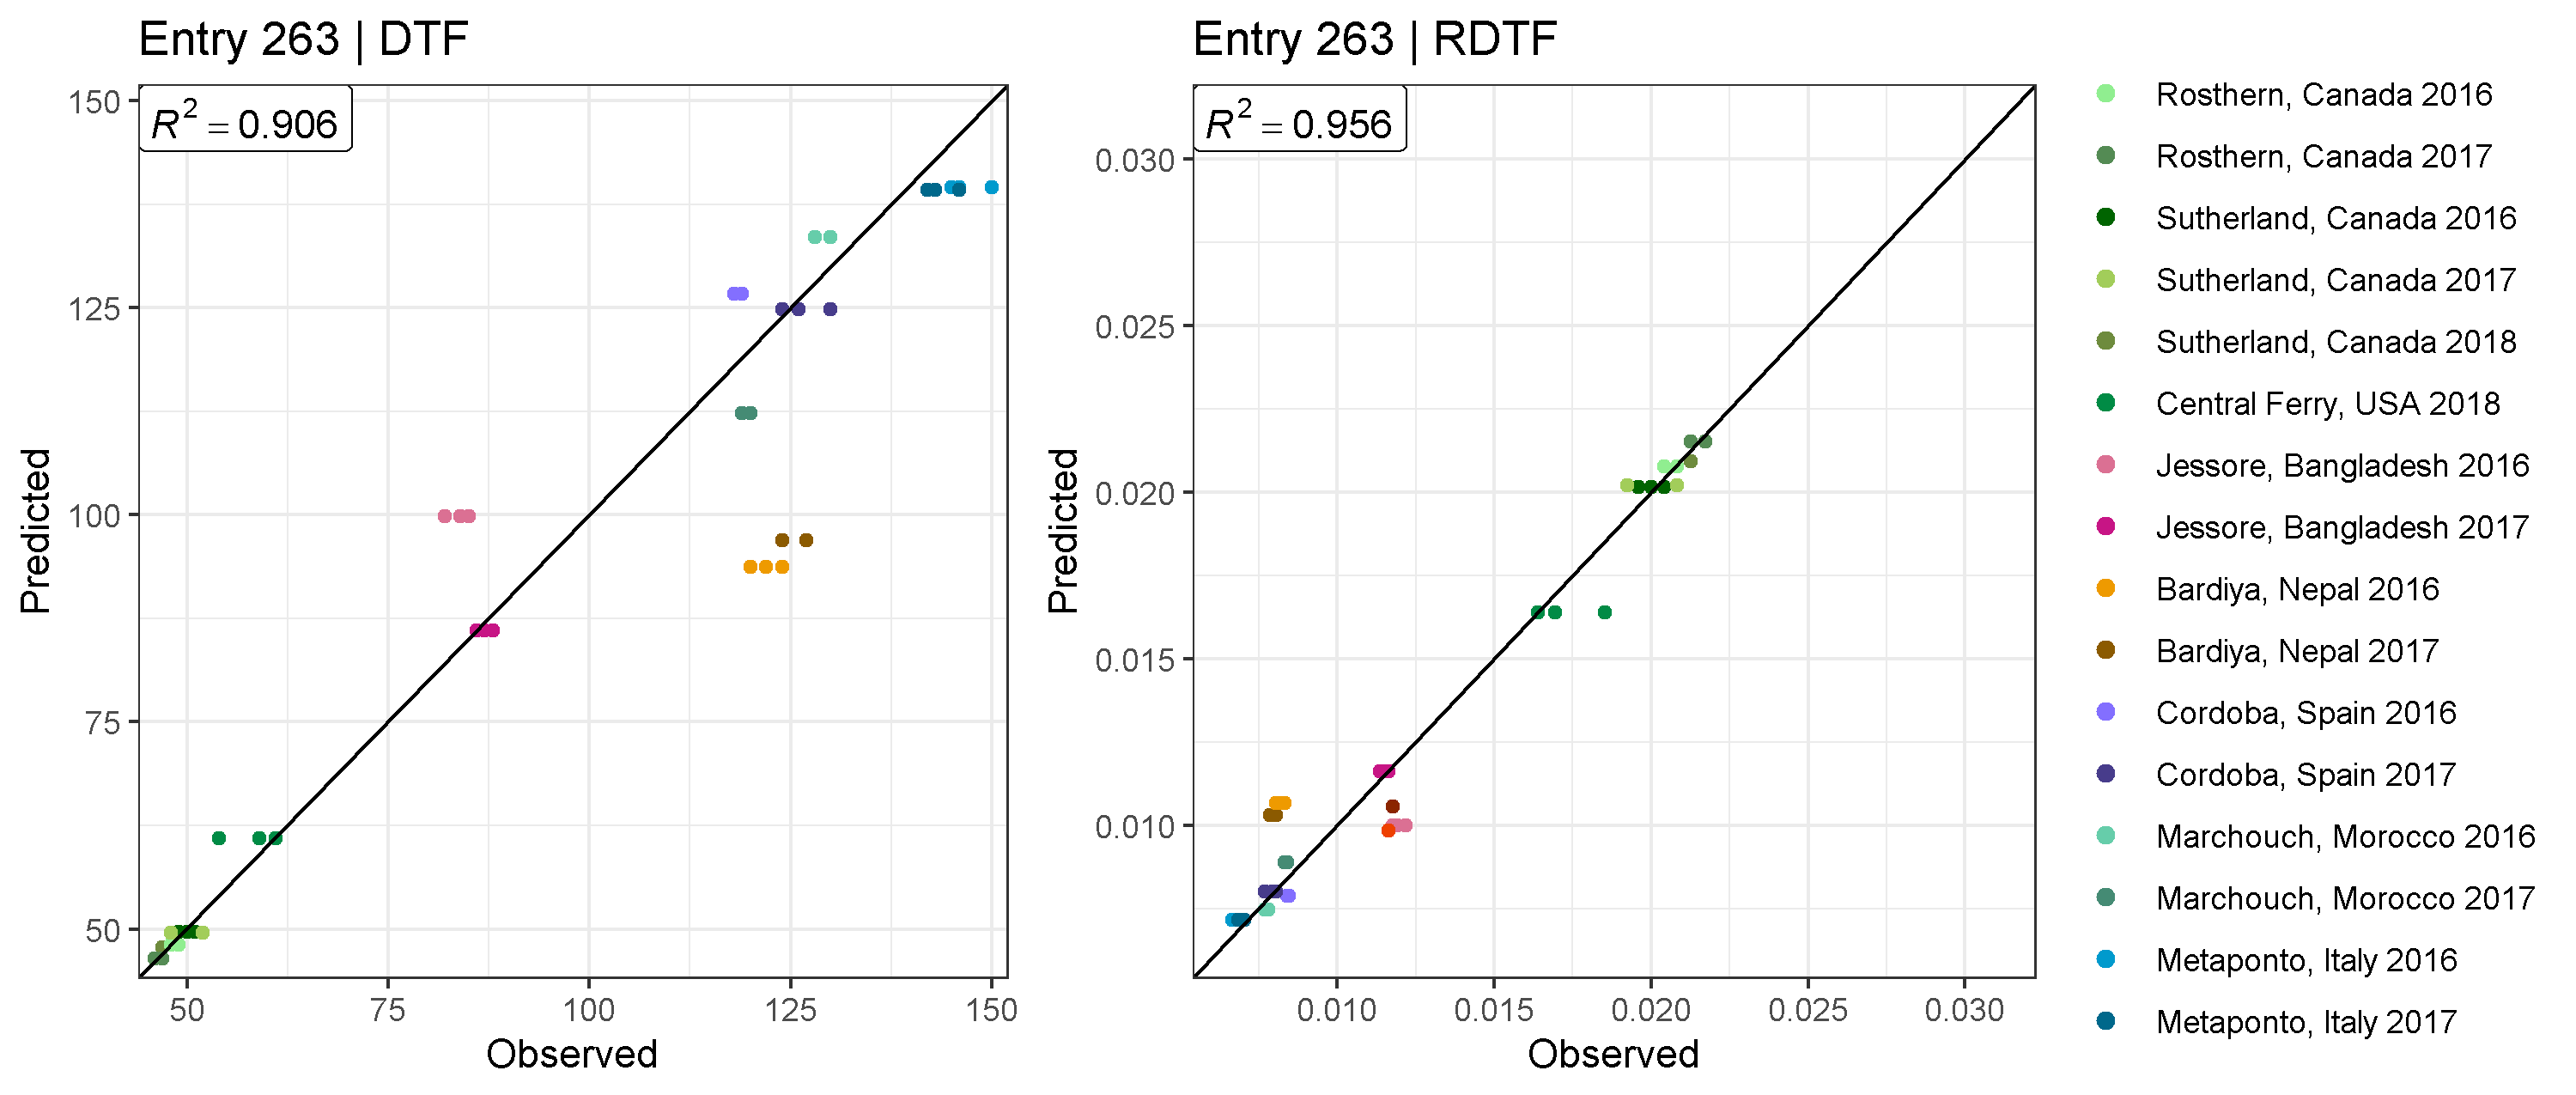 Entry 263 | DTF
R2 = 0.906
150
125
100
75
50
Predicted
50 75 100 125 150
Observed
Entry 263 | RDTF
R2 = 0.956
0.030
0.025
0.020
0.015
0.010
Predicted
0.010 0.015 0.020 0.025 0.030
Observed
Rosthern, Canada 2016
Rosthern, Canada 2017
Sutherland, Canada 2016
Sutherland, Canada 2017
Sutherland, Canada 2018
Central Ferry, USA 2018
Jessore, Bangladesh 2016
Jessore, Bangladesh 2017
Bardiya, Nepal 2016
Bardiya, Nepal 2017
Cordoba, Spain 2016
Cordoba, Spain 2017
Marchouch, Morocco 2016
Marchouch, Morocco 2017
Metaponto, Italy 2016
Metaponto, Italy 2017